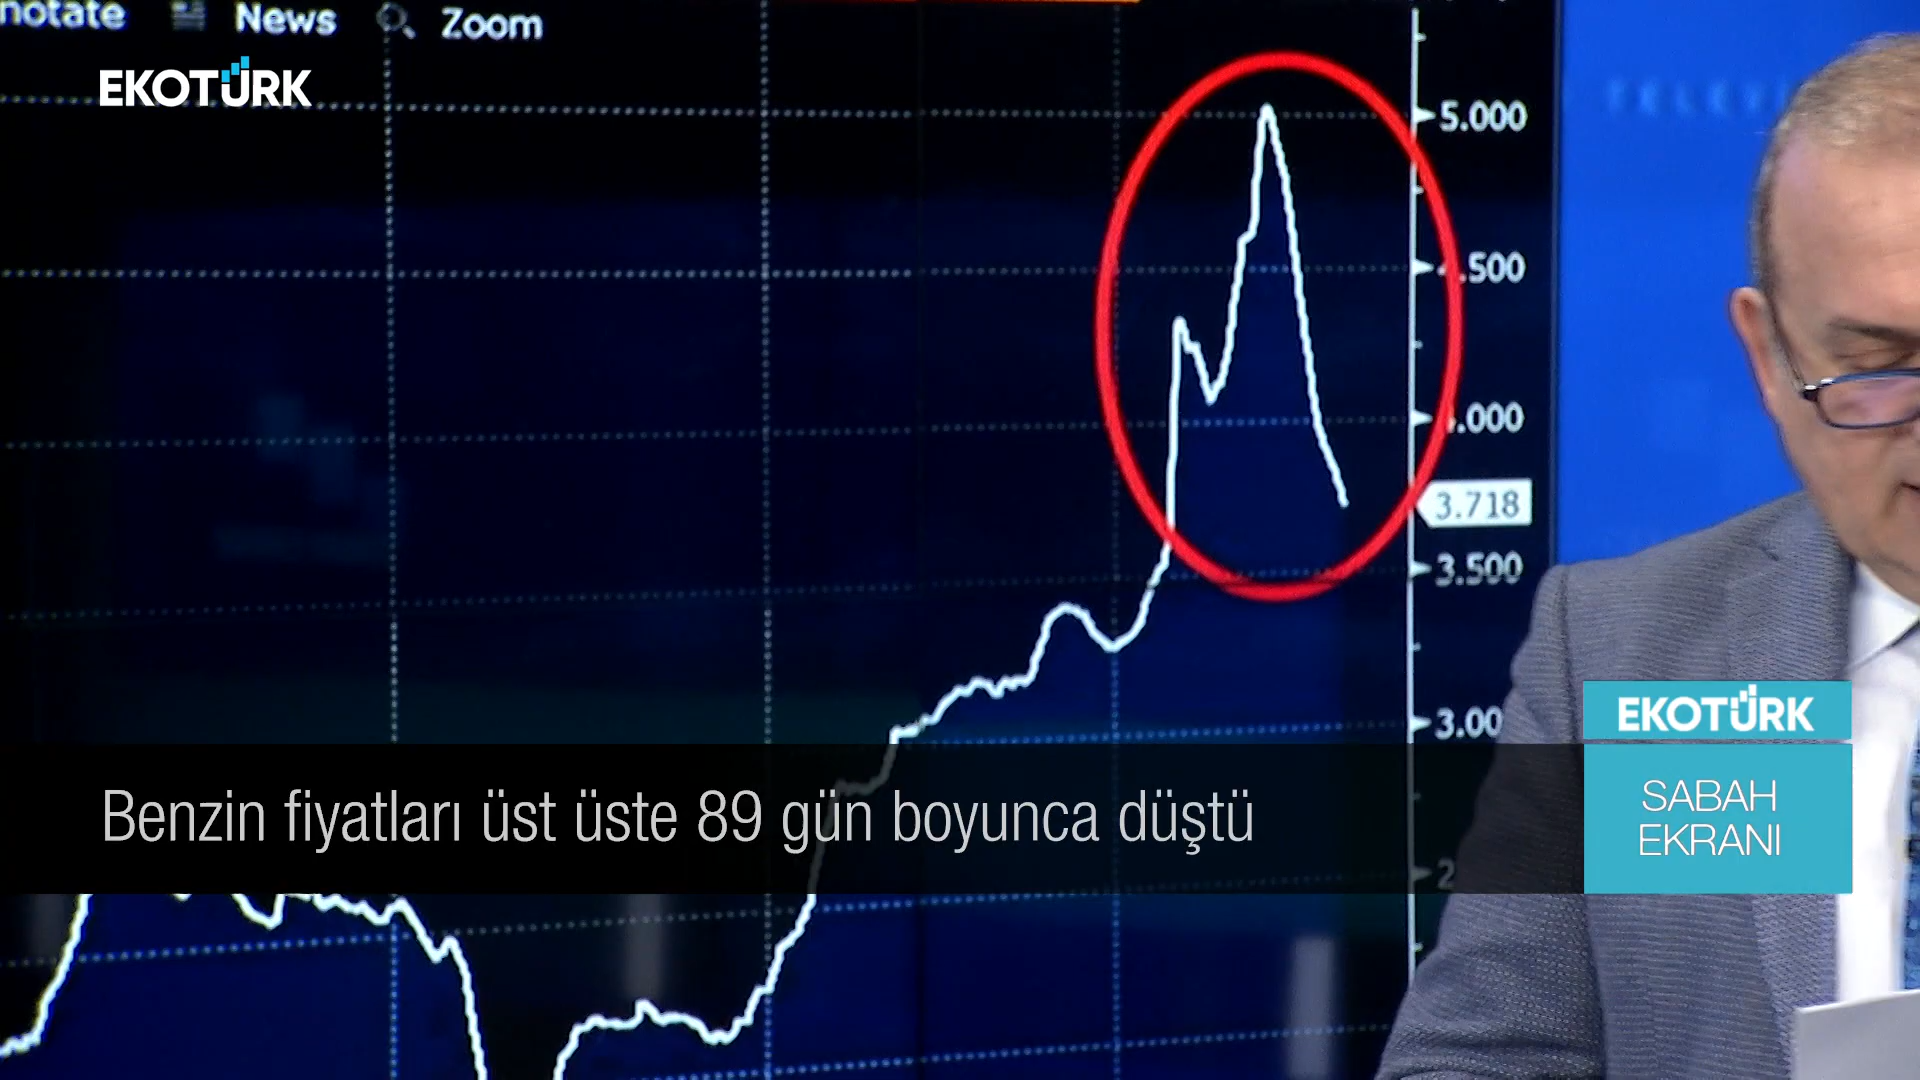 notate News Zoom
EKOTÜRK
5.000
.500
.000
3.718
3.500
3.00
2
EKOTÜRK
SABAH
EKRANI
Benzin fiyatları üst üste 89 gün boyunca düştü